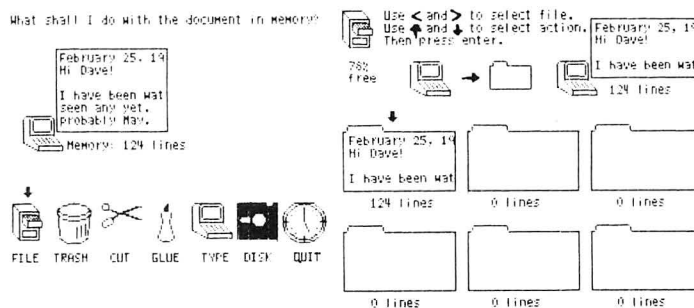 What shall I do with the document in memory?
February 25, 19
Hi Dave!
I have been wat
seen any yet.
probably May.
Memory: 124 lines
FILE TRASH CUT GLUE TYPE DISK QUIT
Use < and > to select file.
Use ↑ and ↓ to select action.
Then press enter.
78%
free
February 25, 19
Hi Dave!
I have been wat
124 lines
February 25, 19
Hi Dave!
I have been wat
124 lines
0 lines
0 lines
0 lines
0 lines
0 lines